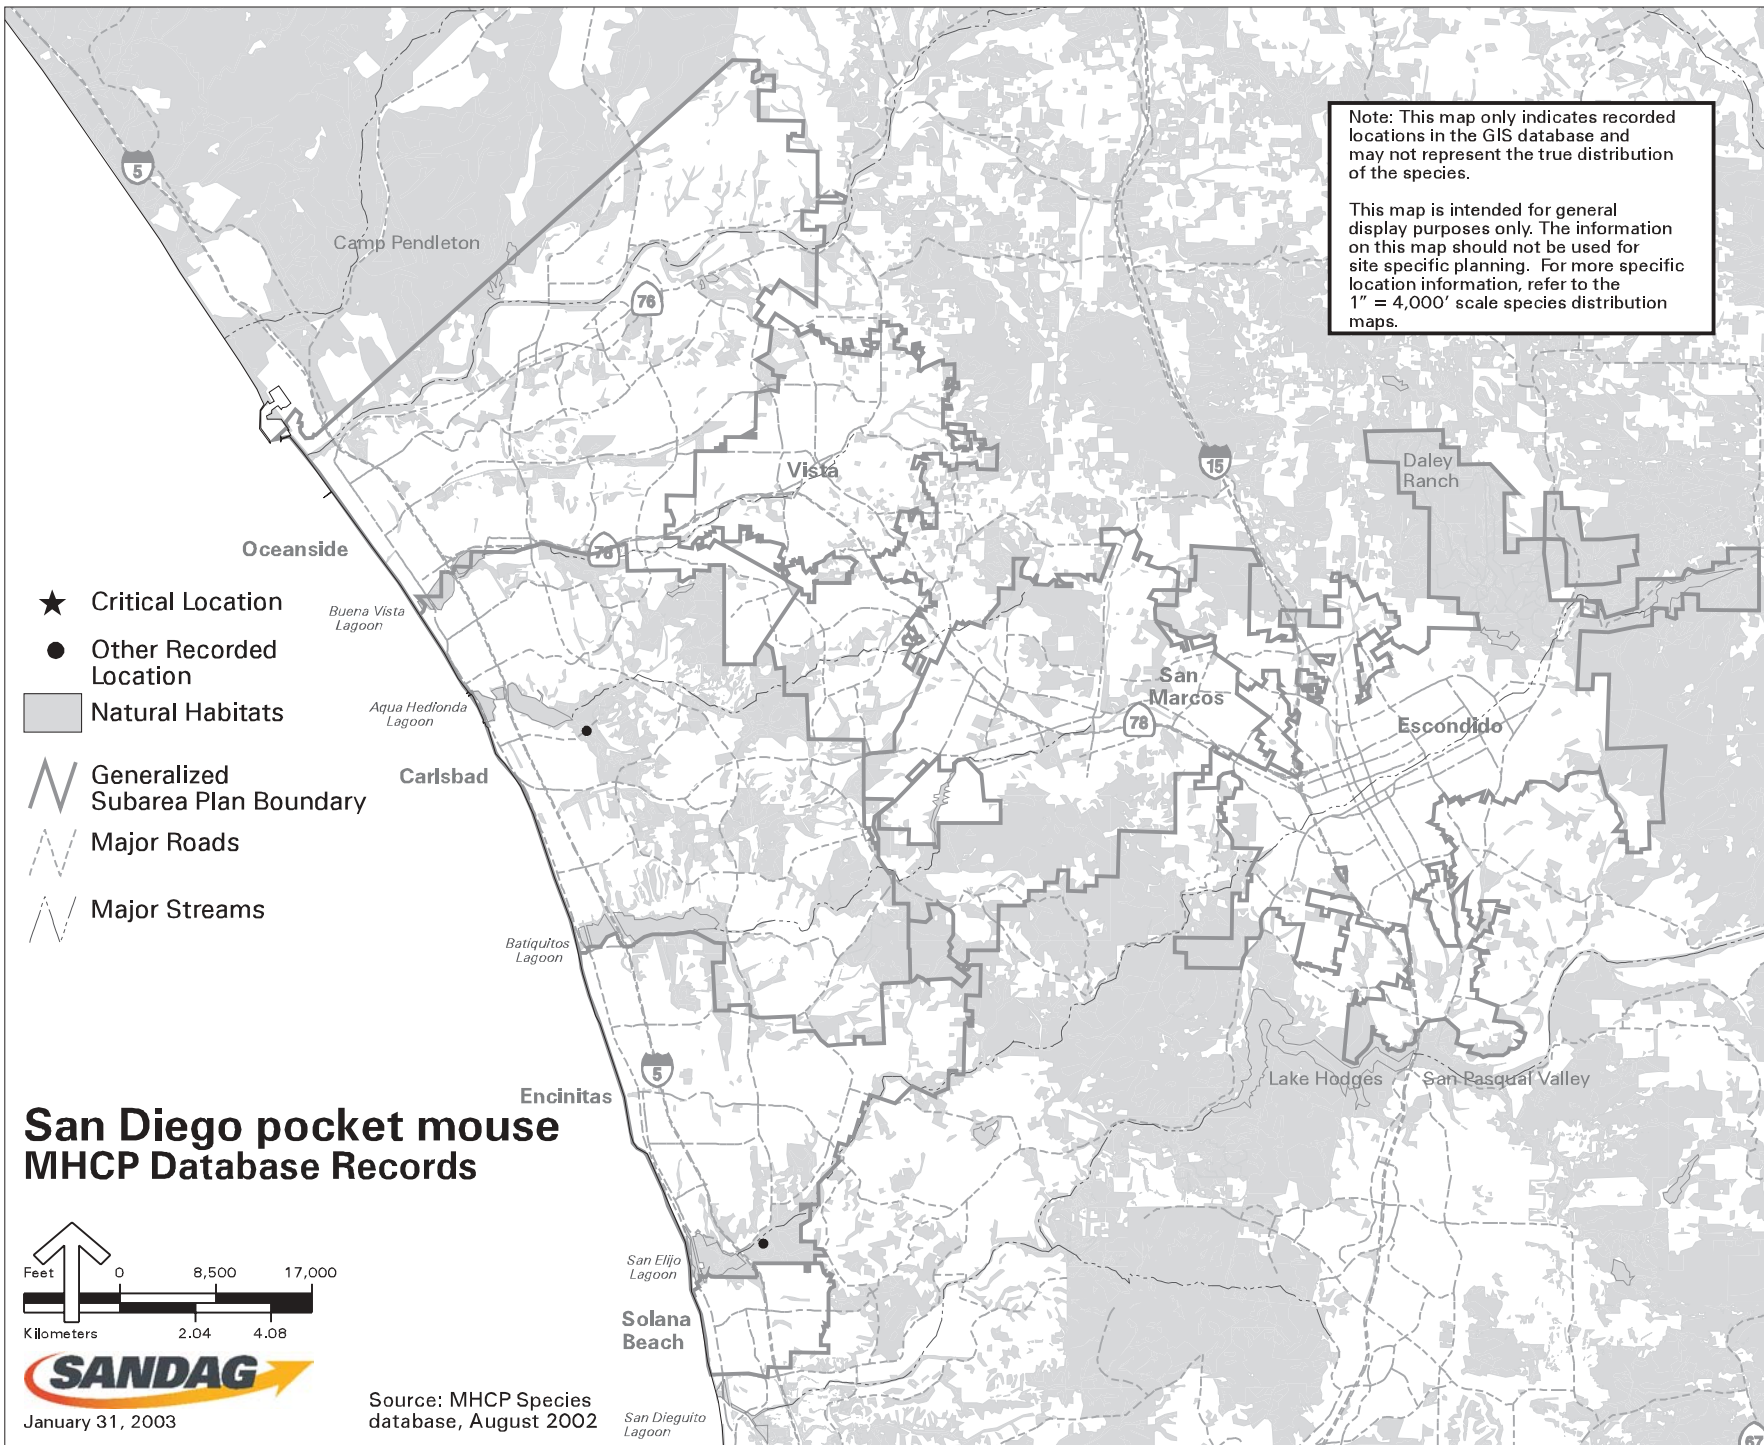 Note: This map only indicates recorded
locations in the GIS database and
may not represent the true distribution
of the species.
This map is intended for general
display purposes only. The information
on this map should not be used for
site specific planning. For more specific
location information, refer to the
1" = 4,000' scale species distribution
maps.
5
Camp Pendleton
76
15
Daley
Ranch
Vista
Oceanside
78
Buena Vista
Lagoon
San
Marcos
78
Escondido
Aqua Hedionda
Lagoon
Carlsbad
Batiquitos
Lagoon
5
Encinitas
Lake Hodges
San Pasqual Valley
San Elijo
Lagoon
Solana
Beach
San Dieguito
Lagoon
67
Critical Location
Other Recorded
Location
Natural Habitats
Generalized
Subarea Plan Boundary
Major Roads
Major Streams
San Diego pocket mouse
MHCP Database Records
Feet 0 8,500 17,000
Kilometers 2.04 4.08
SANDAG
January 31, 2003
Source: MHCP Species
database, August 2002